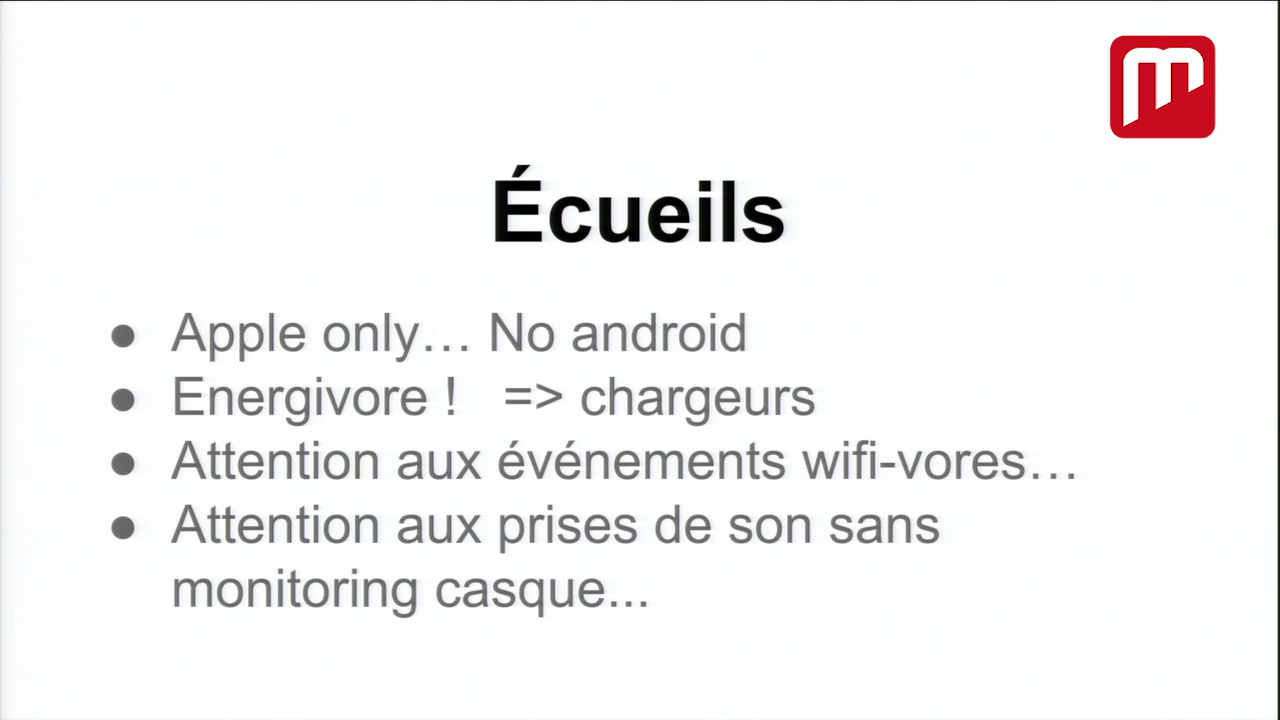 Écueils
● Apple only… No android
● Energivore !   => chargeurs
● Attention aux événements wifi-vores…
● Attention aux prises de son sans
monitoring casque...